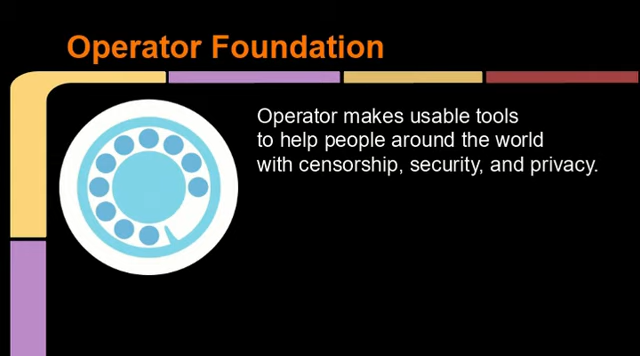 Operator Foundation
Operator makes usable tools
to help people around the world
with censorship, security, and privacy.